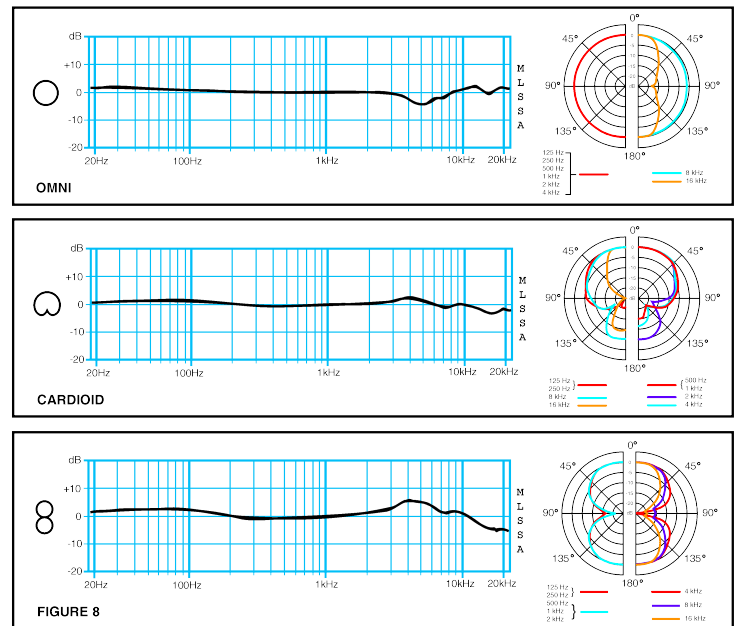 dB
+10
0
-10
-20
20Hz 100Hz 1kHz 10kHz 20kHz
M
L
S
S
A
OMNI
0°
45° 45°
90° 90°
135° 135°
180°
125 Hz
250 Hz
500 Hz
1 kHz
2 kHz
4 kHz
8 kHz
16 kHz
dB
+10
0
-10
-20
20Hz 100Hz 1kHz 10kHz 20kHz
M
L
S
S
A
CARDIOID
0°
45° 45°
90° 90°
135° 135°
180°
125 Hz
250 Hz
8 kHz
16 kHz
500 Hz
1 kHz
2 kHz
4 kHz
dB
+10
0
-10
-20
20Hz 100Hz 1kHz 10kHz 20kHz
M
L
S
S
A
FIGURE 8
0°
45° 45°
90° 90°
135° 135°
180°
125 Hz
250 Hz
500 Hz
1 kHz
2 kHz
4 kHz
8 kHz
16 kHz